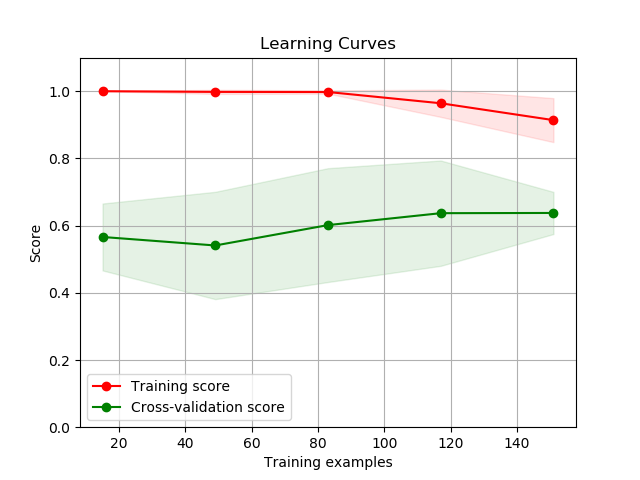 Learning Curves
1.0
0.8
0.6
0.4
0.2
0.0
Score
Training score
Cross-validation score
20 40 60 80 100 120 140
Training examples